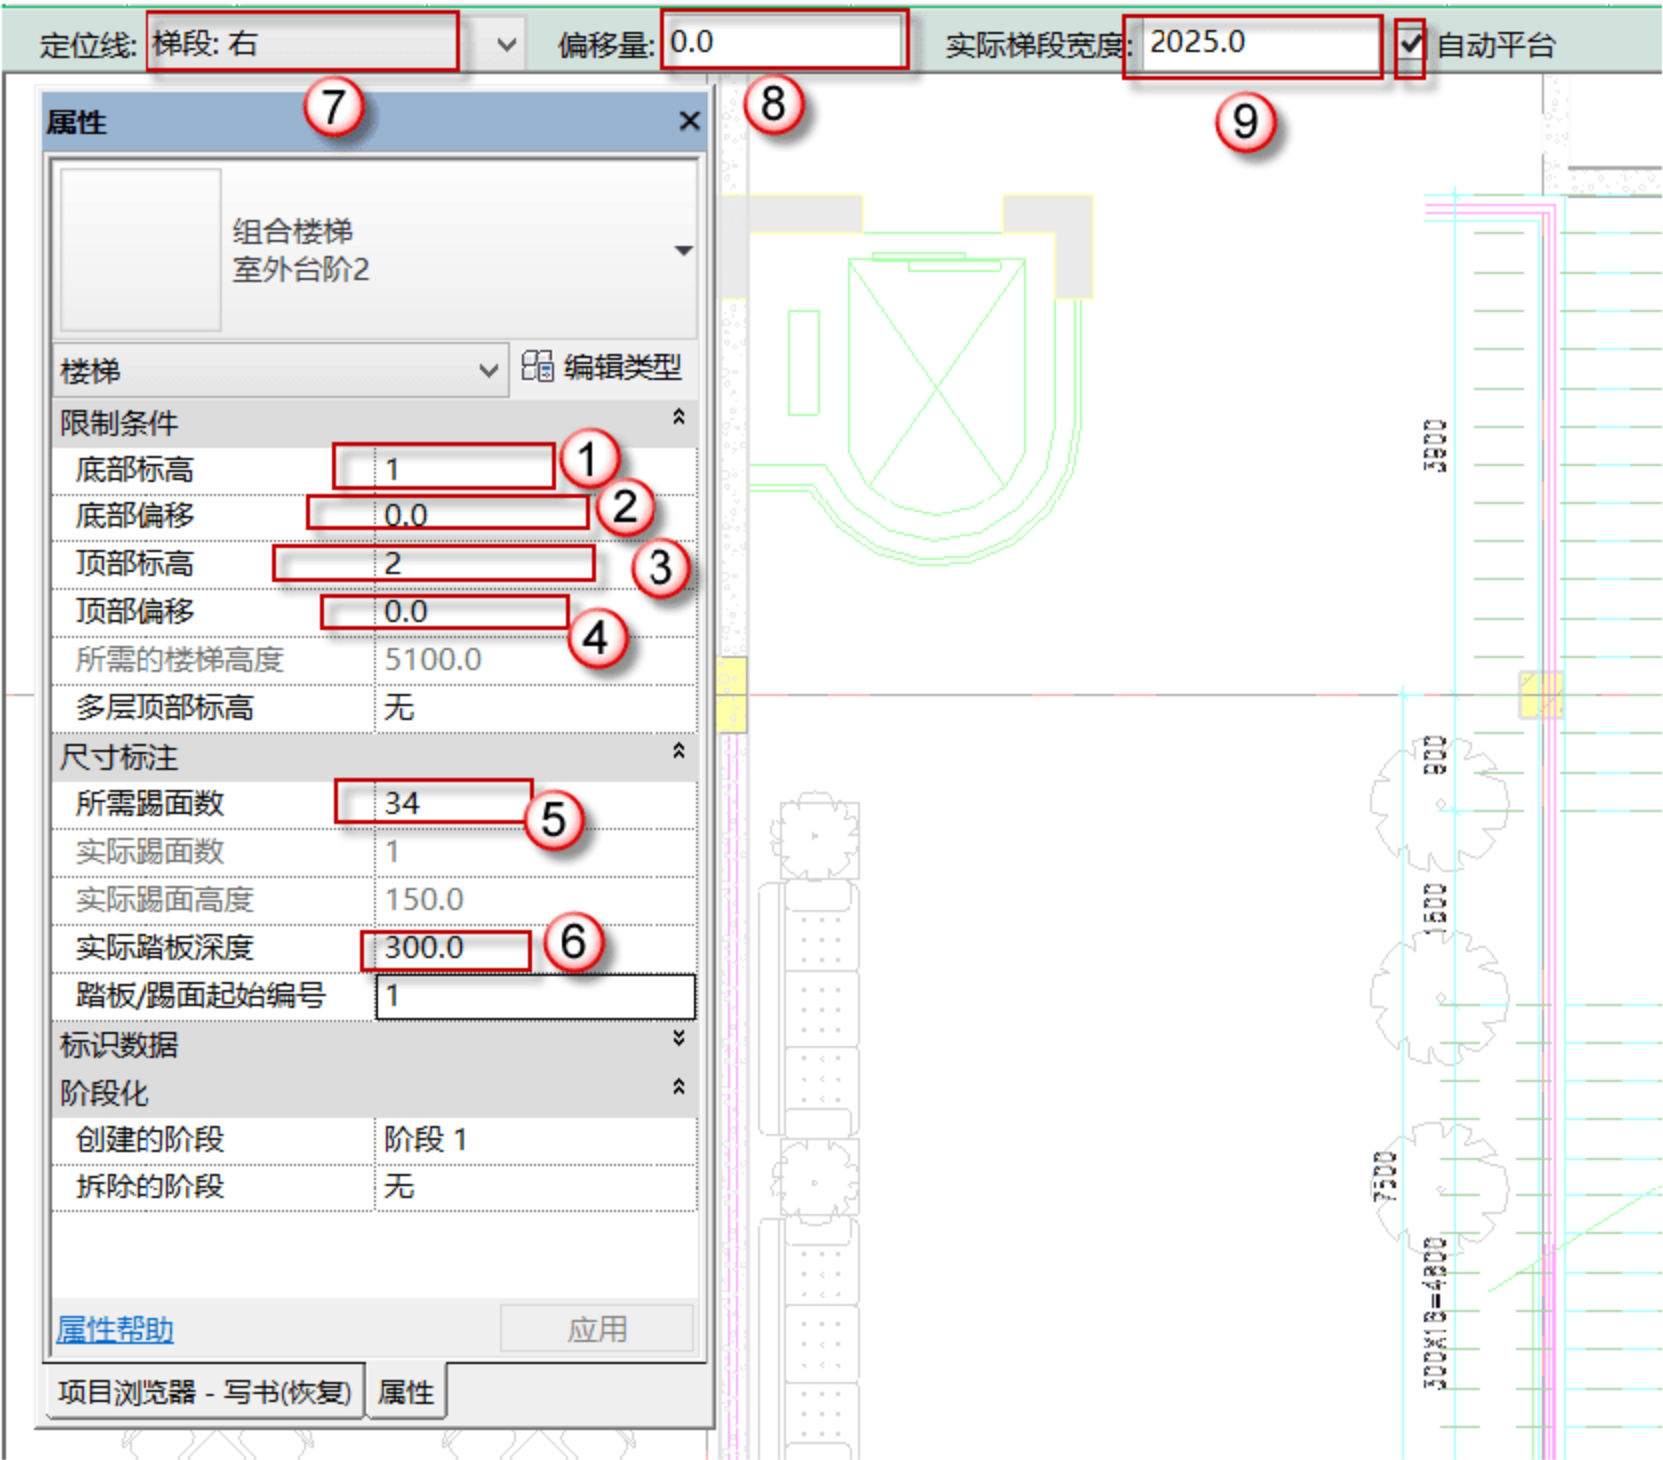 定位线: 梯段: 右 偏移量: 0.0 实际梯段宽度: 2025.0 自动平台
7
8
9
属性
组合楼梯
室外台阶2
楼梯 编辑类型
限制条件
底部标高 1 1
底部偏移 0.0 2
顶部标高 2 3
顶部偏移 0.0 4
所需的楼梯高度 5100.0
多层顶部标高 无
尺寸标注
所需踢面数 34 5
实际踢面数 1
实际踢面高度 150.0
实际踏板深度 300.0 6
踏板/踢面起始编号 1
标识数据
阶段化
创建的阶段 阶段 1
拆除的阶段 无
属性帮助 应用
项目浏览器 - 写书(恢复) 属性
3900
900
1500
7500